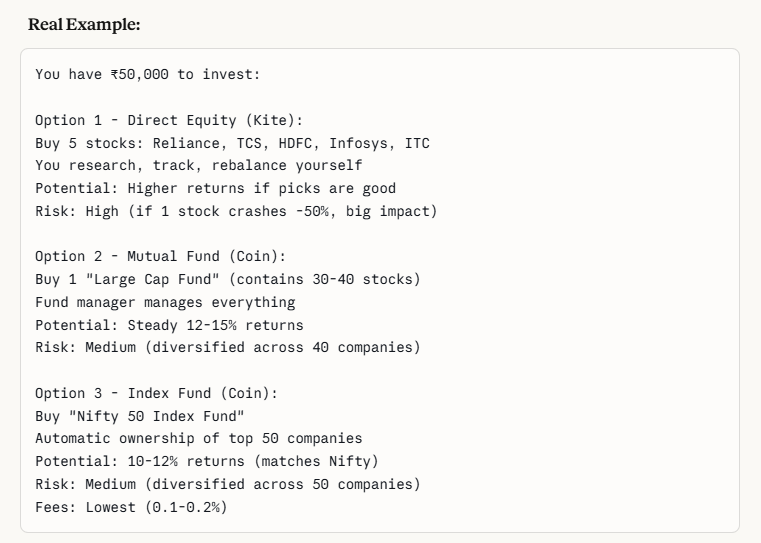 Real Example:
You have ₹50,000 to invest:
Option 1 - Direct Equity (Kite):
Buy 5 stocks: Reliance, TCS, HDFC, Infosys, ITC
You research, track, rebalance yourself
Potential: Higher returns if picks are good
Risk: High (if 1 stock crashes -50%, big impact)
Option 2 - Mutual Fund (Coin):
Buy 1 "Large Cap Fund" (contains 30-40 stocks)
Fund manager manages everything
Potential: Steady 12-15% returns
Risk: Medium (diversified across 40 companies)
Option 3 - Index Fund (Coin):
Buy "Nifty 50 Index Fund"
Automatic ownership of top 50 companies
Potential: 10-12% returns (matches Nifty)
Risk: Medium (diversified across 50 companies)
Fees: Lowest (0.1-0.2%)